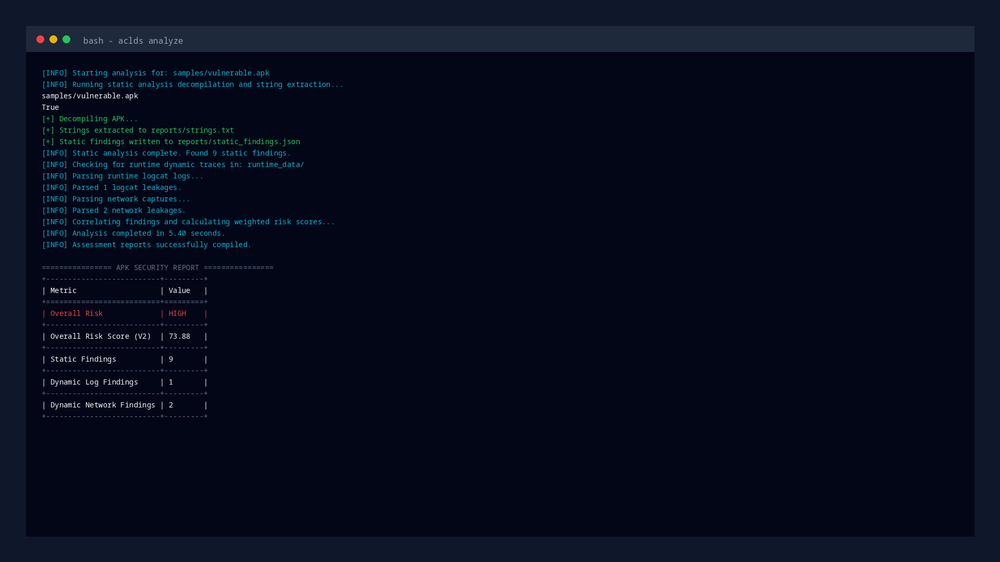 bash - aclds analyze
[INFO] Starting analysis for: samples/vulnerable.apk
[INFO] Running static analysis decompilation and string extraction...
samples/vulnerable.apk
True
[+] Decompiling APK...
[+] Strings extracted to reports/strings.txt
[+] Static findings written to reports/static_findings.json
[INFO] Static analysis complete. Found 9 static findings.
[INFO] Checking for runtime dynamic traces in: runtime_data/
[INFO] Parsing runtime logcat logs...
[INFO] Parsed 1 logcat leakages.
[INFO] Parsing network captures...
[INFO] Parsed 2 network leakages.
[INFO] Correlating findings and calculating weighted risk scores...
[INFO] Analysis completed in 5.40 seconds.
[INFO] Assessment reports successfully compiled.
================ APK SECURITY REPORT ================
+--------------------------+---------+
| Metric                   | Value   |
+==========================+=========+
| Overall Risk             | HIGH    |
+--------------------------+---------+
| Overall Risk Score (V2)  | 73.88   |
+--------------------------+---------+
| Static Findings          | 9       |
+--------------------------+---------+
| Dynamic Log Findings     | 1       |
+--------------------------+---------+
| Dynamic Network Findings | 2       |
+--------------------------+---------+